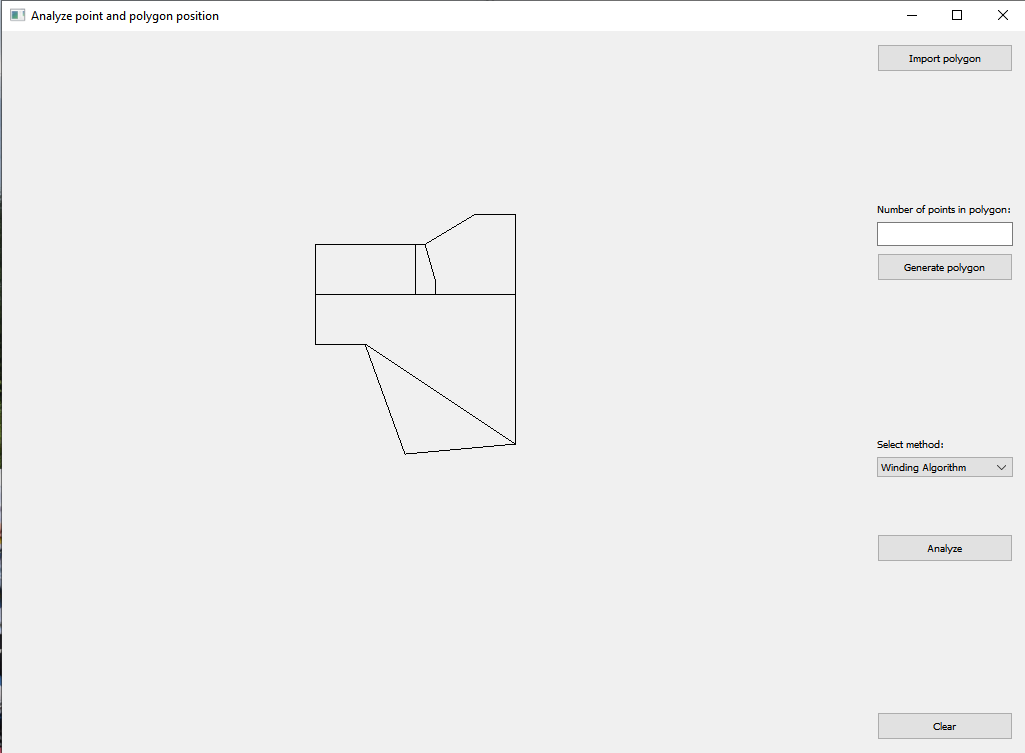 Analyze point and polygon position
Import polygon
Number of points in polygon:
Generate polygon
Select method:
Winding Algorithm
Analyze
Clear